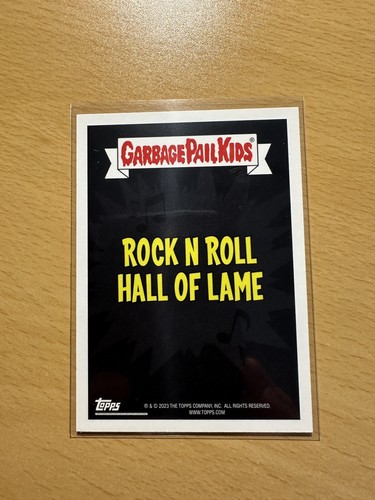 GARBAGE PAIL KIDS®
ROCK N ROLL
HALL OF LAME
Topps
® & © 2023 THE TOPPS COMPANY, INC. ALL RIGHTS RESERVED.
WWW.TOPPS.COM